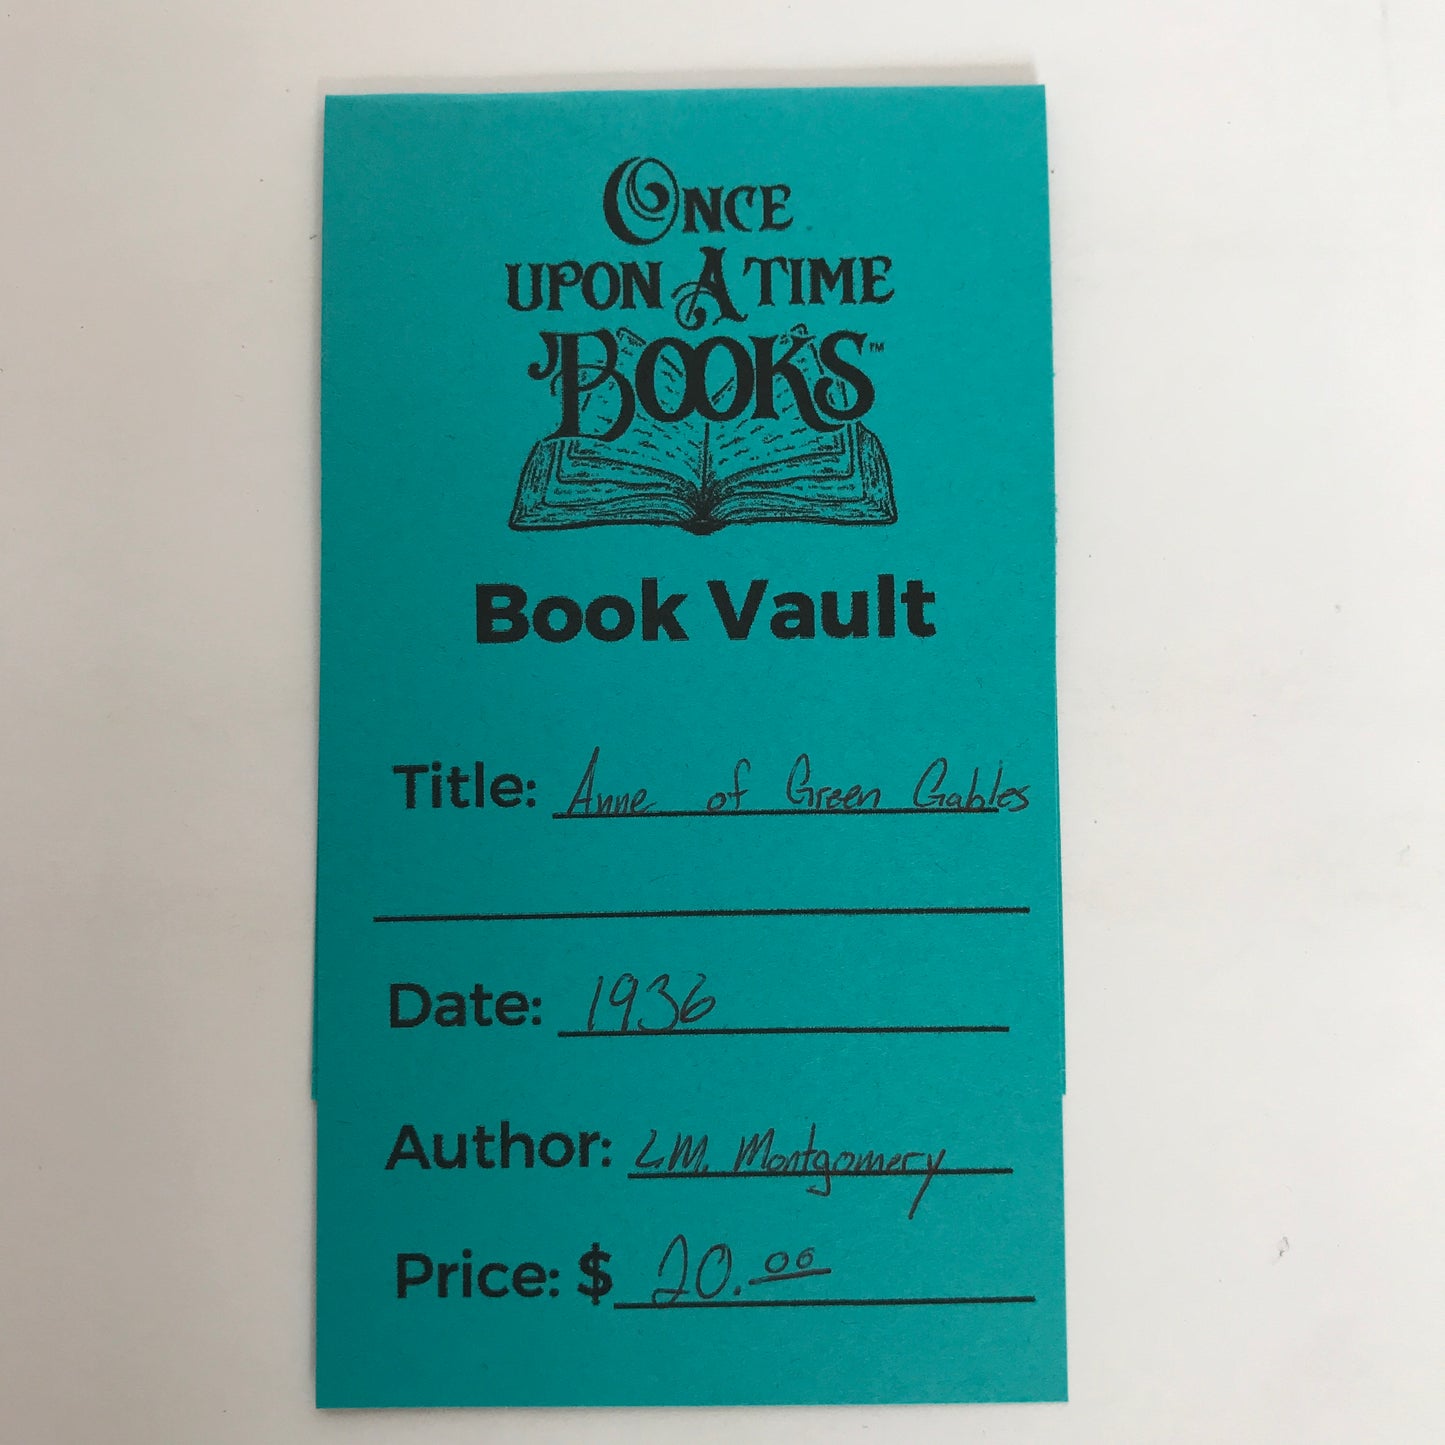 ONCE
UPON A TIME
BOOKS™
Book Vault
Title: Anne of Green Gables
Date: 1936
Author: L.M. Montgomery
Price: $ 20.00